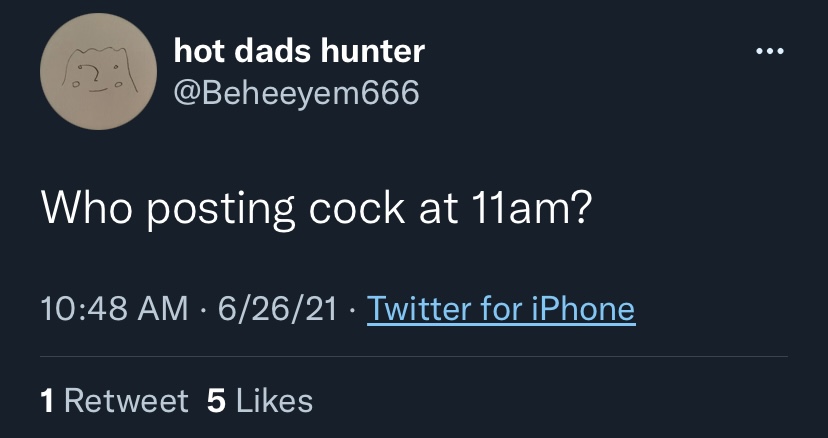 hot dads hunter
@Beheeyem666
Who posting cock at 11am?
10:48 AM · 6/26/21 · Twitter for iPhone
1 Retweet 5 Likes